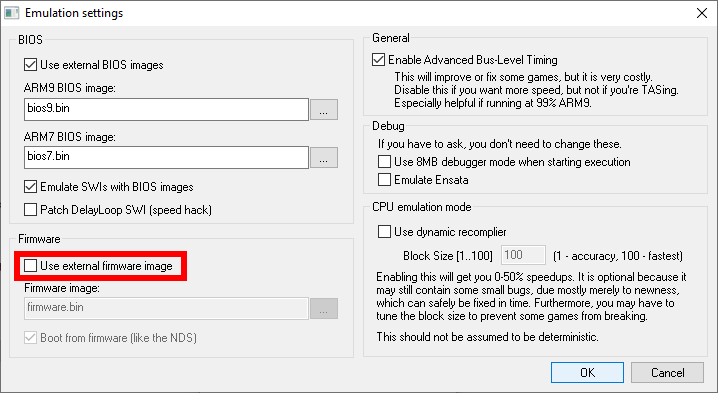 Emulation settings
BIOS
Use external BIOS images
ARM9 BIOS image:
bios9.bin
...
ARM7 BIOS image:
bios7.bin
...
Emulate SWIs with BIOS images
Patch DelayLoop SWI (speed hack)
Firmware
Use external firmware image
Firmware image:
firmware.bin
...
Boot from firmware (like the NDS)
General
Enable Advanced Bus-Level Timing
This will improve or fix some games, but it is very costly.
Disable this if you want more speed, but not if you're TASing.
Especially helpful if running at 99% ARM9.
Debug
If you have to ask, you don't need to change these.
Use 8MB debugger mode when starting execution
Emulate Ensata
CPU emulation mode
Use dynamic recomplier
Block Size [1..100] 100 (1 - accuracy, 100 - fastest)
Enabling this will get you 0-50% speedups. It is optional because it
may still contain some small bugs, due mostly merely to newness,
which can safely be fixed in time. Furthermore, you may have to
tune the block size to prevent some games from breaking.
This should not be assumed to be deterministic.
OK
Cancel